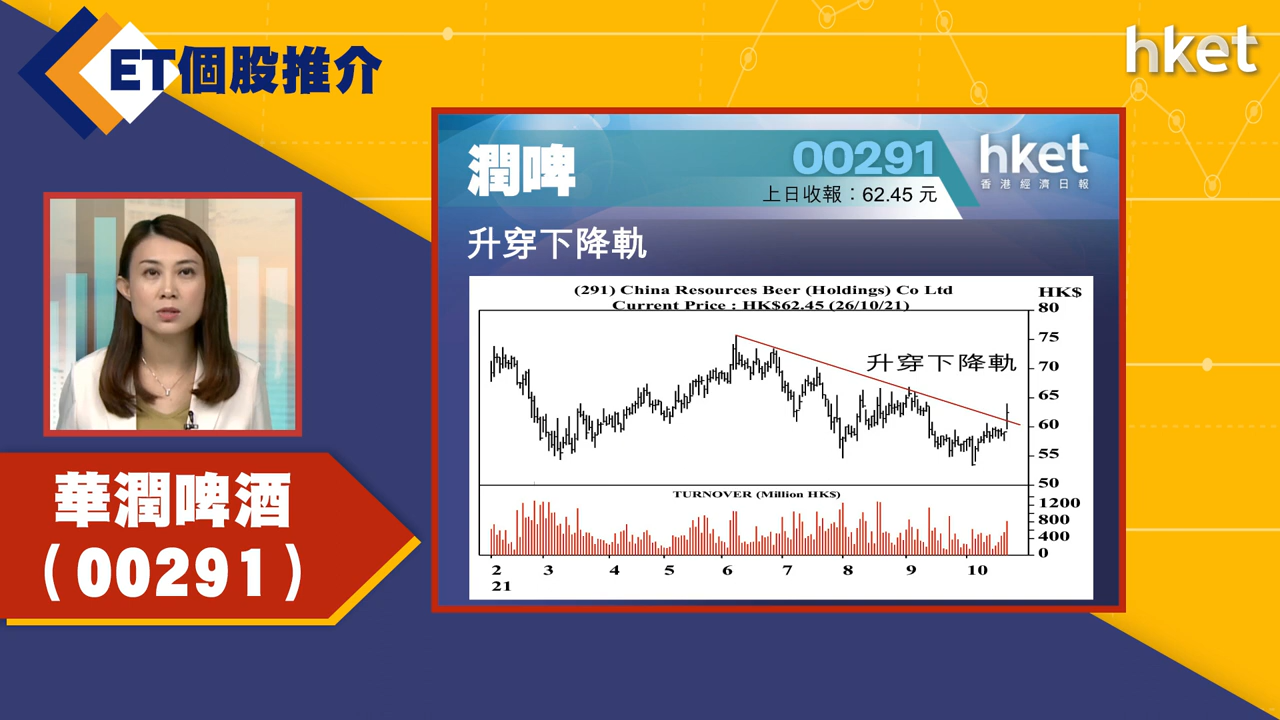 ET個股推介
hket
潤啤
00291
上日收報：62.45 元
hket
香港經濟日報
升穿下降軌
(291) China Resources Beer (Holdings) Co Ltd
Current Price : HK$62.45 (26/10/21)
HK$
80
75
升穿下降軌
70
65
60
55
50
TURNOVER (Million HK$)
1200
800
400
0
2 3 4 5 6 7 8 9 10
21
華潤啤酒
（00291）